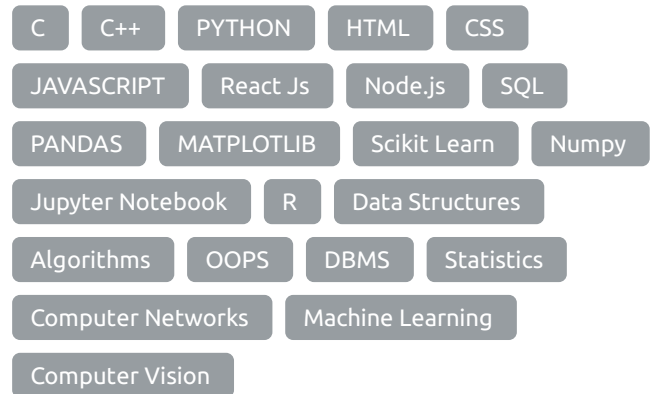 C C++ PYTHON HTML CSS
JAVASCRIPT React Js Node.js SQL
PANDAS MATPLOTLIB Scikit Learn Numpy
Jupyter Notebook R Data Structures
Algorithms OOPS DBMS Statistics
Computer Networks Machine Learning
Computer Vision